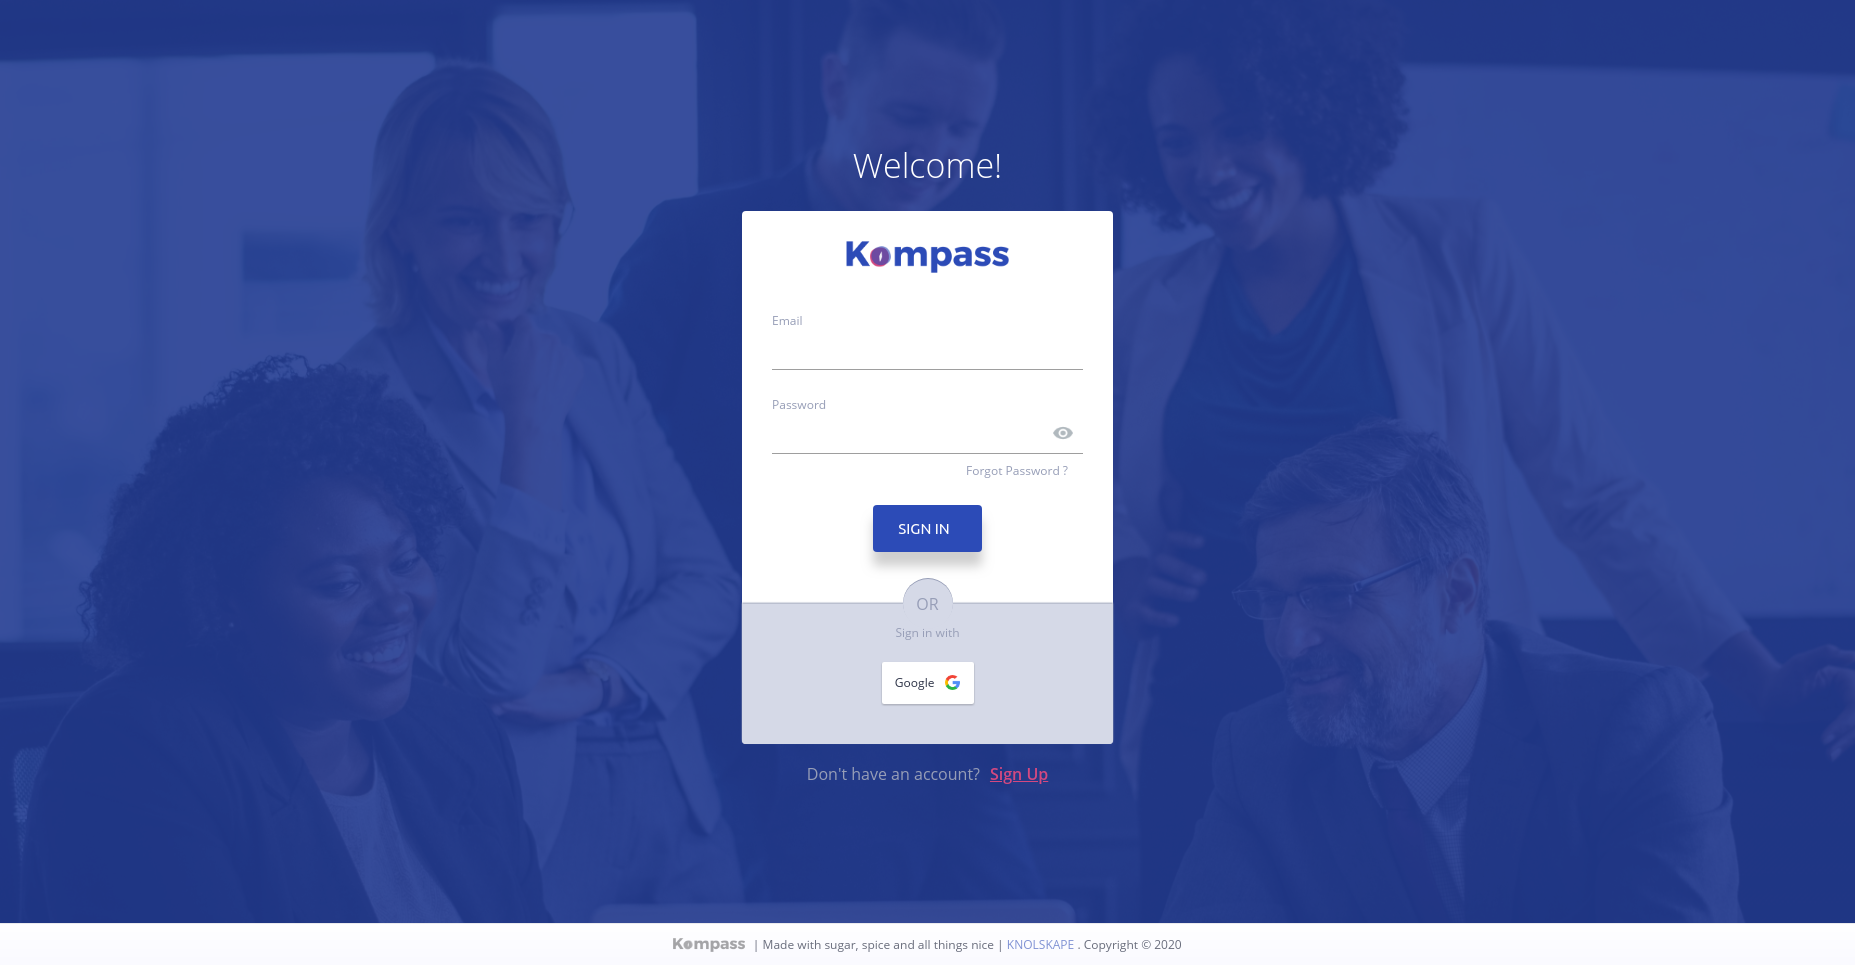 Welcome!
Kompass
Email
Password
Forgot Password ?
SIGN IN
OR
Sign in with
Google
Don't have an account? Sign Up
Kompass | Made with sugar, spice and all things nice | KNOLSKAPE . Copyright © 2020